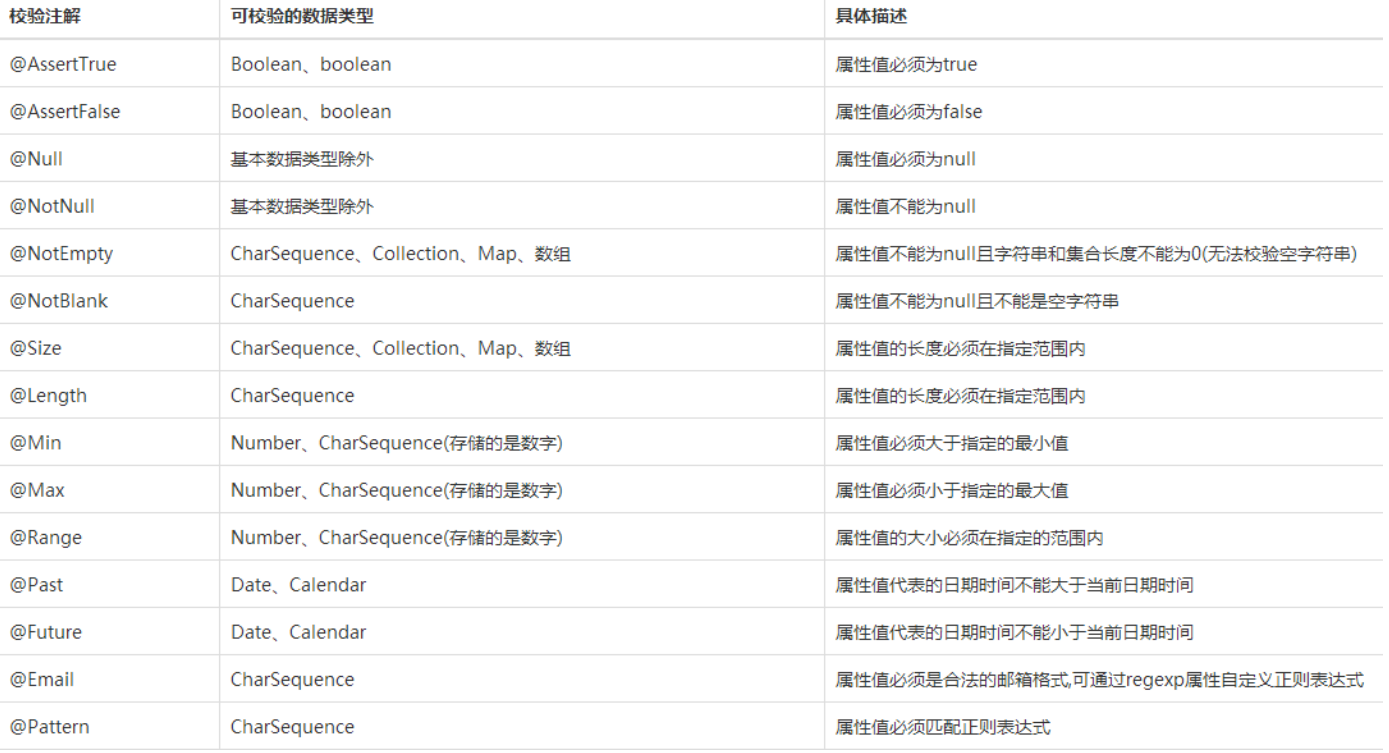 校验注解 可校验的数据类型 具体描述
@AssertTrue Boolean、boolean 属性值必须为true
@AssertFalse Boolean、boolean 属性值必须为false
@Null 基本数据类型除外 属性值必须为null
@NotNull 基本数据类型除外 属性值不能为null
@NotEmpty CharSequence、Collection、Map、数组 属性值不能为null且字符串和集合长度不能为0(无法校验空字符串)
@NotBlank CharSequence 属性值不能为null且不能是空字符串
@Size CharSequence、Collection、Map、数组 属性值的长度必须在指定范围内
@Length CharSequence 属性值的长度必须在指定范围内
@Min Number、CharSequence(存储的是数字) 属性值必须大于指定的最小值
@Max Number、CharSequence(存储的是数字) 属性值必须小于指定的最大值
@Range Number、CharSequence(存储的是数字) 属性值的大小必须在指定的范围内
@Past Date、Calendar 属性值代表的日期时间不能大于当前日期时间
@Future Date、Calendar 属性值代表的日期时间不能小于当前日期时间
@Email CharSequence 属性值必须是合法的邮箱格式,可通过regexp属性自定义正则表达式
@Pattern CharSequence 属性值必须匹配正则表达式